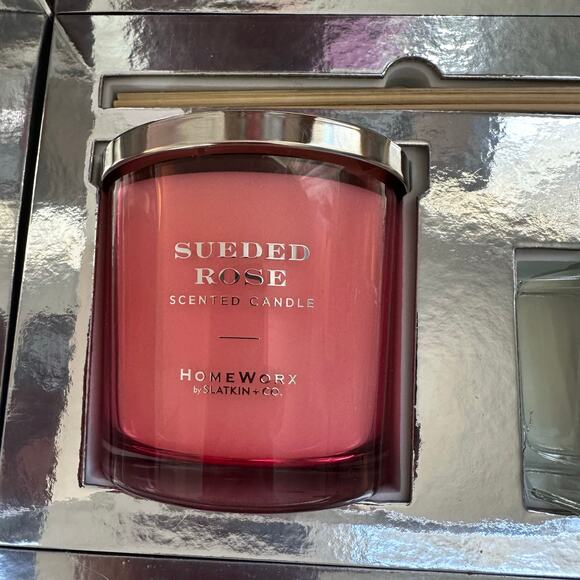 SUEDED
ROSE
SCENTED CANDLE
HOMEWORX
by SLATKIN + CO.